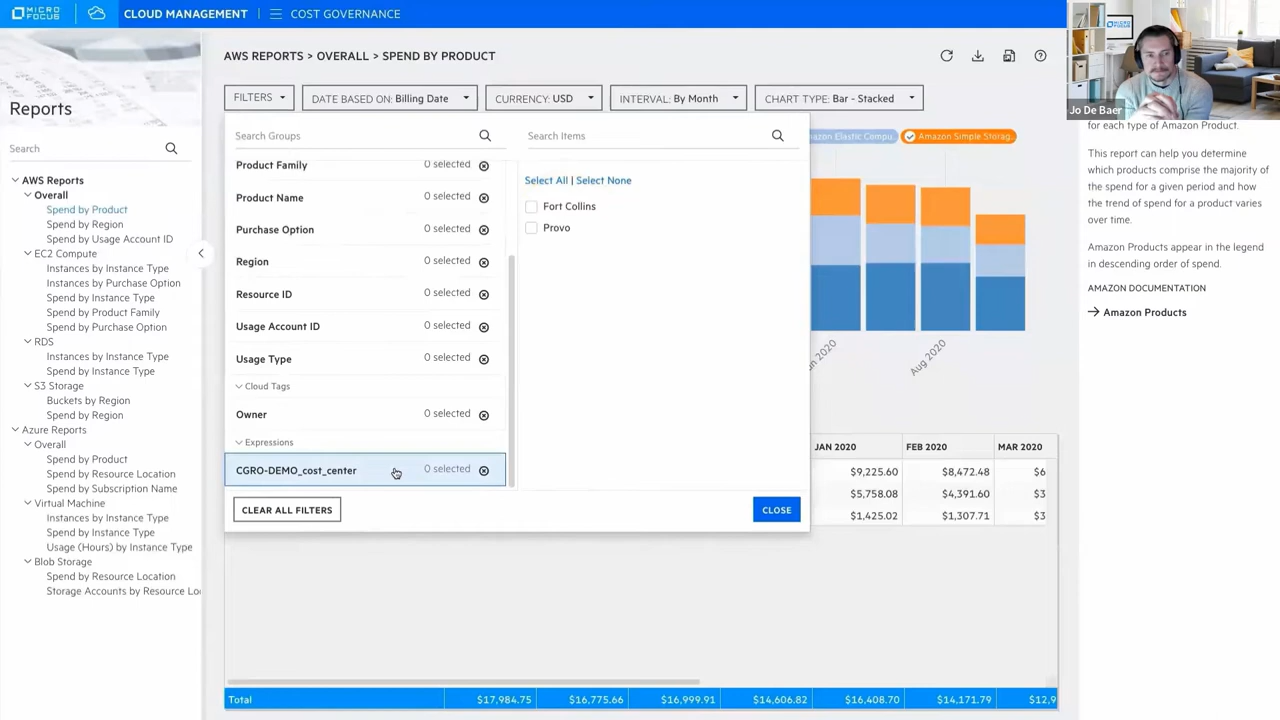 MICRO
FOCUS
CLOUD MANAGEMENT
COST GOVERNANCE
Jo De Baer
Reports
Search
AWS Reports
Overall
Spend by Product
Spend by Region
Spend by Usage Account ID
EC2 Compute
Instances by Instance Type
Instances by Purchase Option
Spend by Instance Type
Spend by Product Family
Spend by Purchase Option
RDS
Instances by Instance Type
Spend by Instance Type
S3 Storage
Buckets by Region
Spend by Region
Azure Reports
Overall
Spend by Product
Spend by Resource Location
Spend by Subscription Name
Virtual Machine
Instances by Instance Type
Spend by Instance Type
Usage (Hours) by Instance Type
Blob Storage
Spend by Resource Location
Storage Accounts by Resource Lo
AWS REPORTS > OVERALL > SPEND BY PRODUCT
FILTERS
DATE BASED ON: Billing Date
CURRENCY: USD
INTERVAL: By Month
CHART TYPE: Bar - Stacked
Search Groups
Product Family 0 selected
Product Name 0 selected
Purchase Option 0 selected
Region 0 selected
Resource ID 0 selected
Usage Account ID 0 selected
Usage Type 0 selected
Cloud Tags
Owner 0 selected
Expressions
CGRO-DEMO_cost_center 0 selected
CLEAR ALL FILTERS
Search Items
Select All | Select None
Fort Collins
Provo
CLOSE
azon Elastic Compu..
Amazon Simple Storag..
un 2020
Aug 2020
JAN 2020 FEB 2020 MAR 2020
$9,225.60 $8,472.48 $6
$5,758.08 $4,391.60 $3
$1,425.02 $1,307.71 $3
Total $17,984.75 $16,775.66 $16,999.91 $14,606.82 $16,408.70 $14,171.79 $12,9
for each type of Amazon Product.
This report can help you determine
which products comprise the majority of
the spend for a given period and how
the trend of spend for a product varies
over time.
Amazon Products appear in the legend
in descending order of spend.
AMAZON DOCUMENTATION
Amazon Products